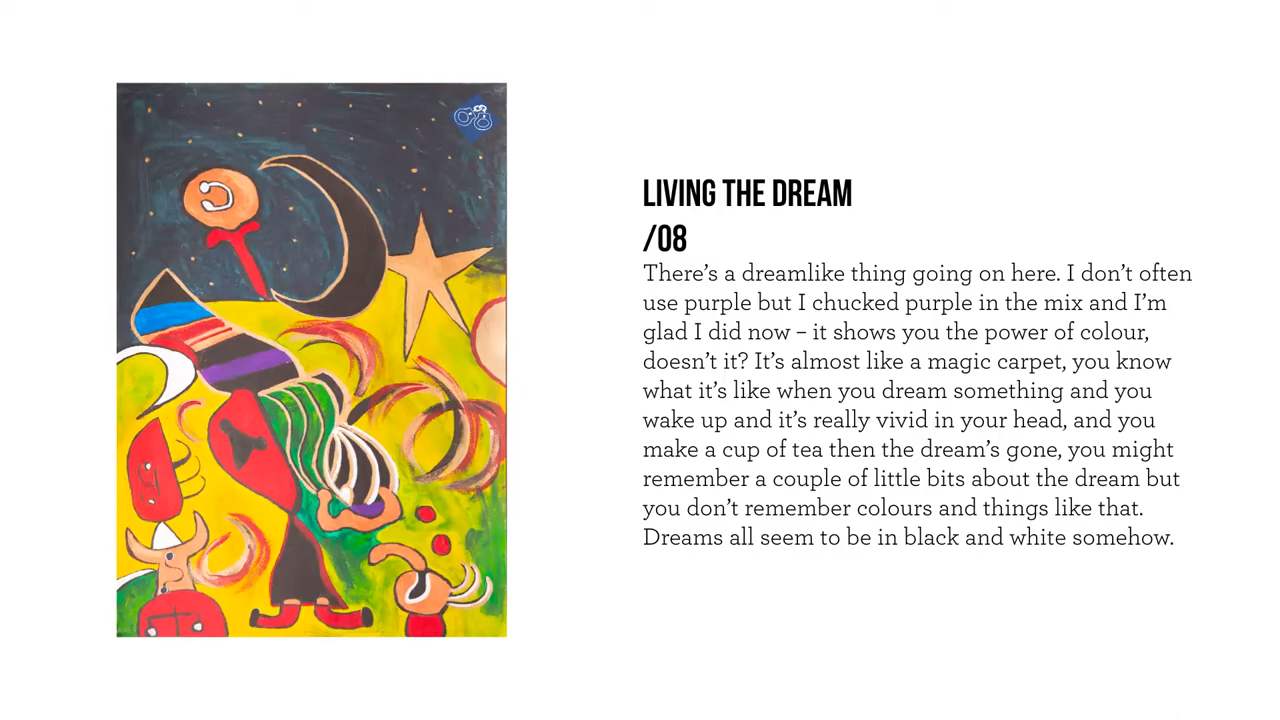 LIVING THE DREAM
/08
There’s a dreamlike thing going on here. I don’t often
use purple but I chucked purple in the mix and I’m
glad I did now – it shows you the power of colour,
doesn’t it? It’s almost like a magic carpet, you know
what it’s like when you dream something and you
wake up and it’s really vivid in your head, and you
make a cup of tea then the dream’s gone, you might
remember a couple of little bits about the dream but
you don’t remember colours and things like that.
Dreams all seem to be in black and white somehow.